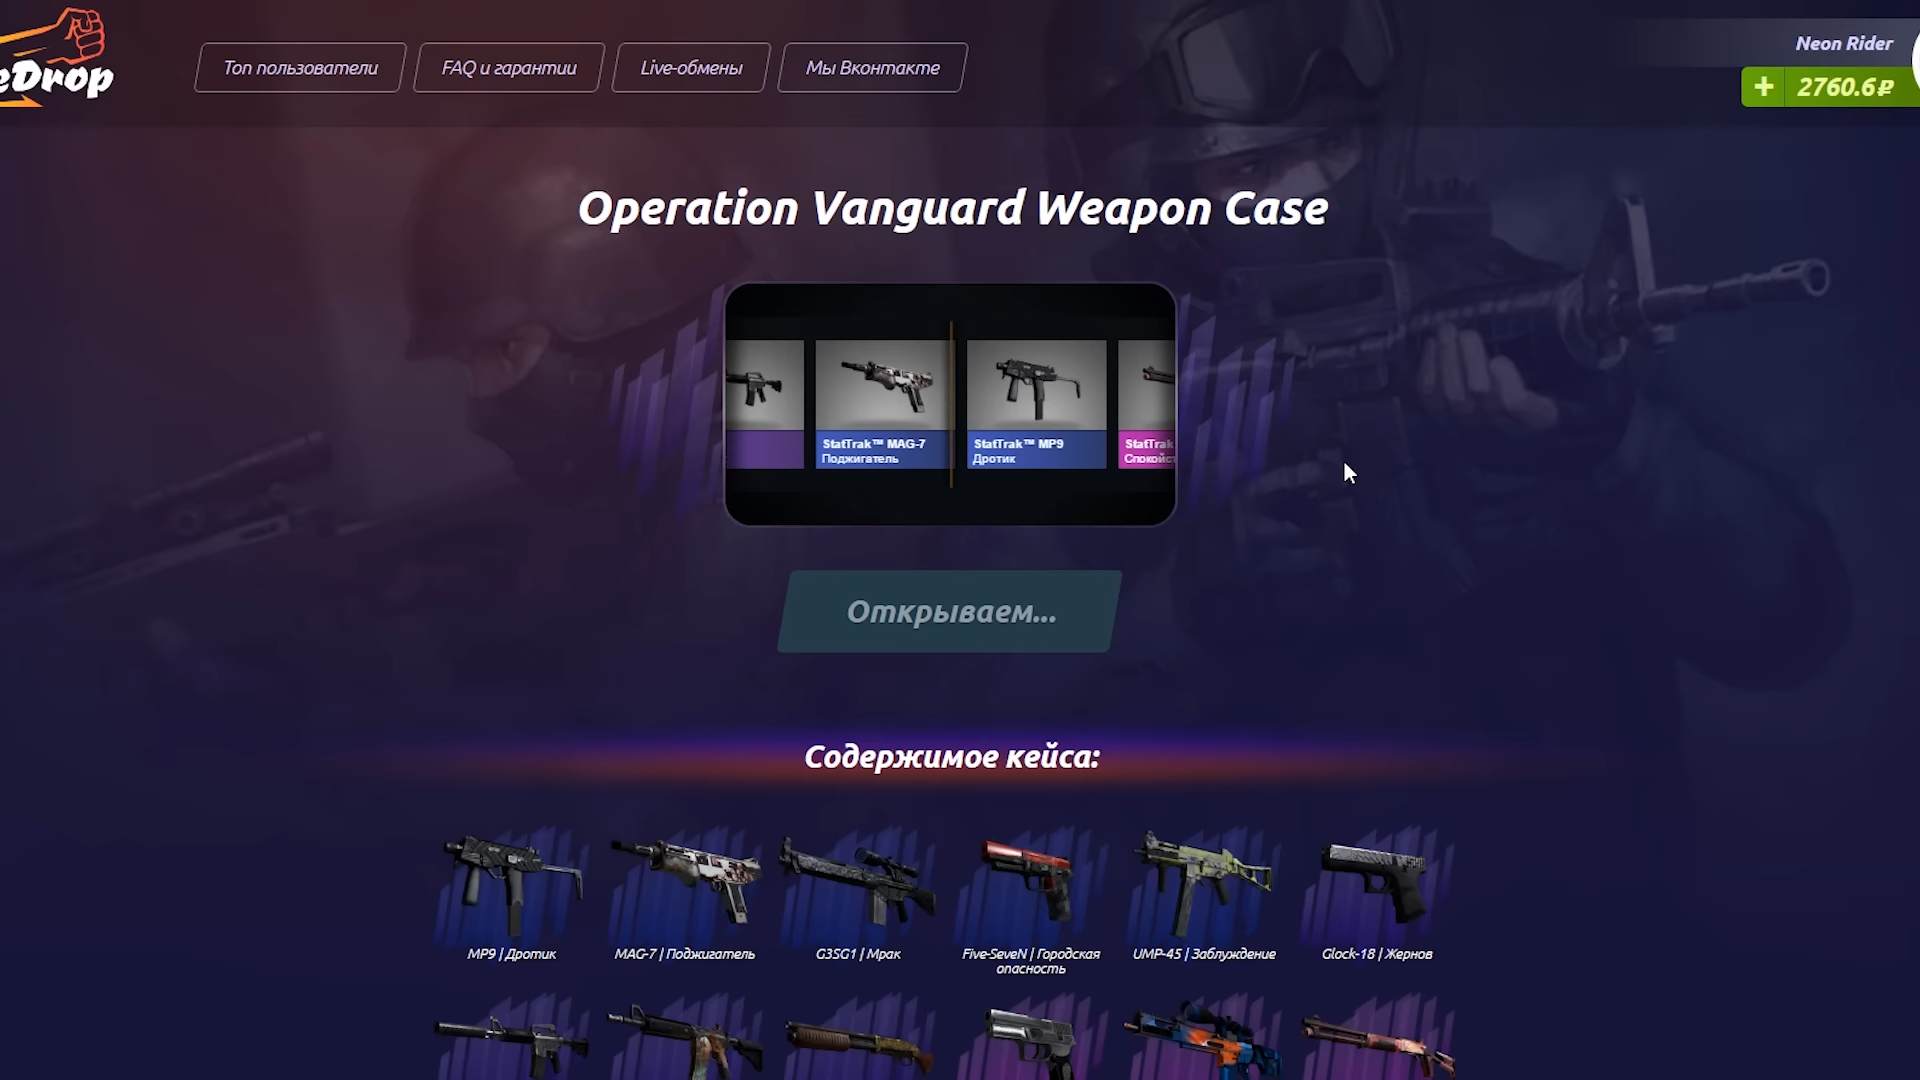 eDrop
Топ пользователи
FAQ и гарантии
Live-обмены
Мы Вконтакте
Neon Rider
+ 2760.6₽
Operation Vanguard Weapon Case
StatTrak™ MAG-7
Поджигатель
StatTrak™ MP9
Дротик
StatTrak
Спокойст
Открываем...
Содержимое кейса:
MP9 | Дротик
MAG-7 | Поджигатель
G3SG1 | Мрак
Five-SeveN | Городская
опасность
UMP-45 | Заблуждение
Glock-18 | Жернов